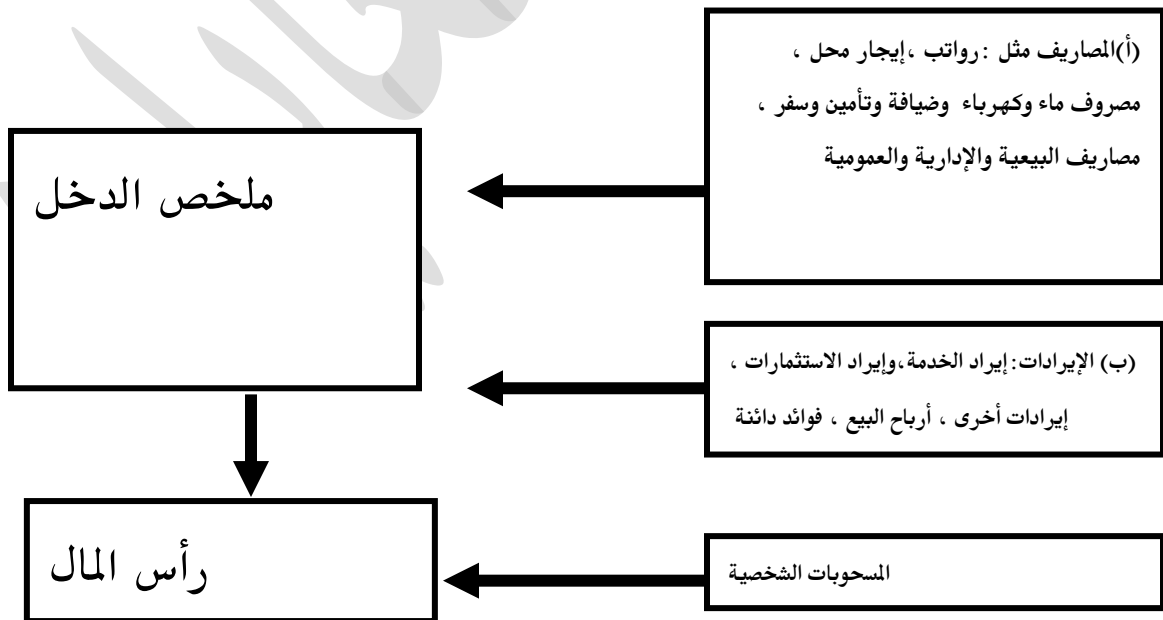 (أ)المصاريف مثل :رواتب ،إيجار محل ،
مصروف ماء وكهرباء وضيافة وتأمين وسفر ،
مصاريف البيعية والإدارية والعمومية
ملخص الدخل
(ب) الإيرادات:إيراد الخدمة،وإيراد الاستثمارات ،
إيرادات أخرى ، أرباح البيع ، فوائد دائنة
رأس المال
المسحوبات الشخصية